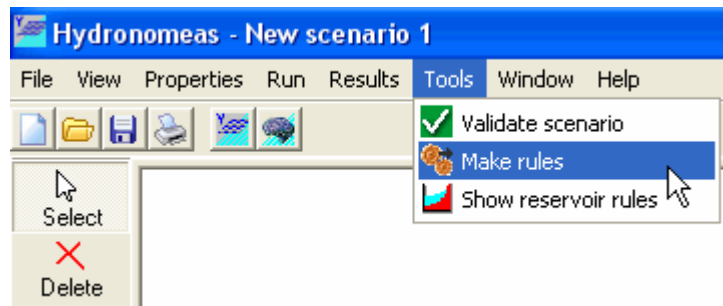 Hydronomeas - New scenario 1
File View Properties Run Results Tools Window Help
Validate scenario
Make rules
Show reservoir rules
Select
Delete